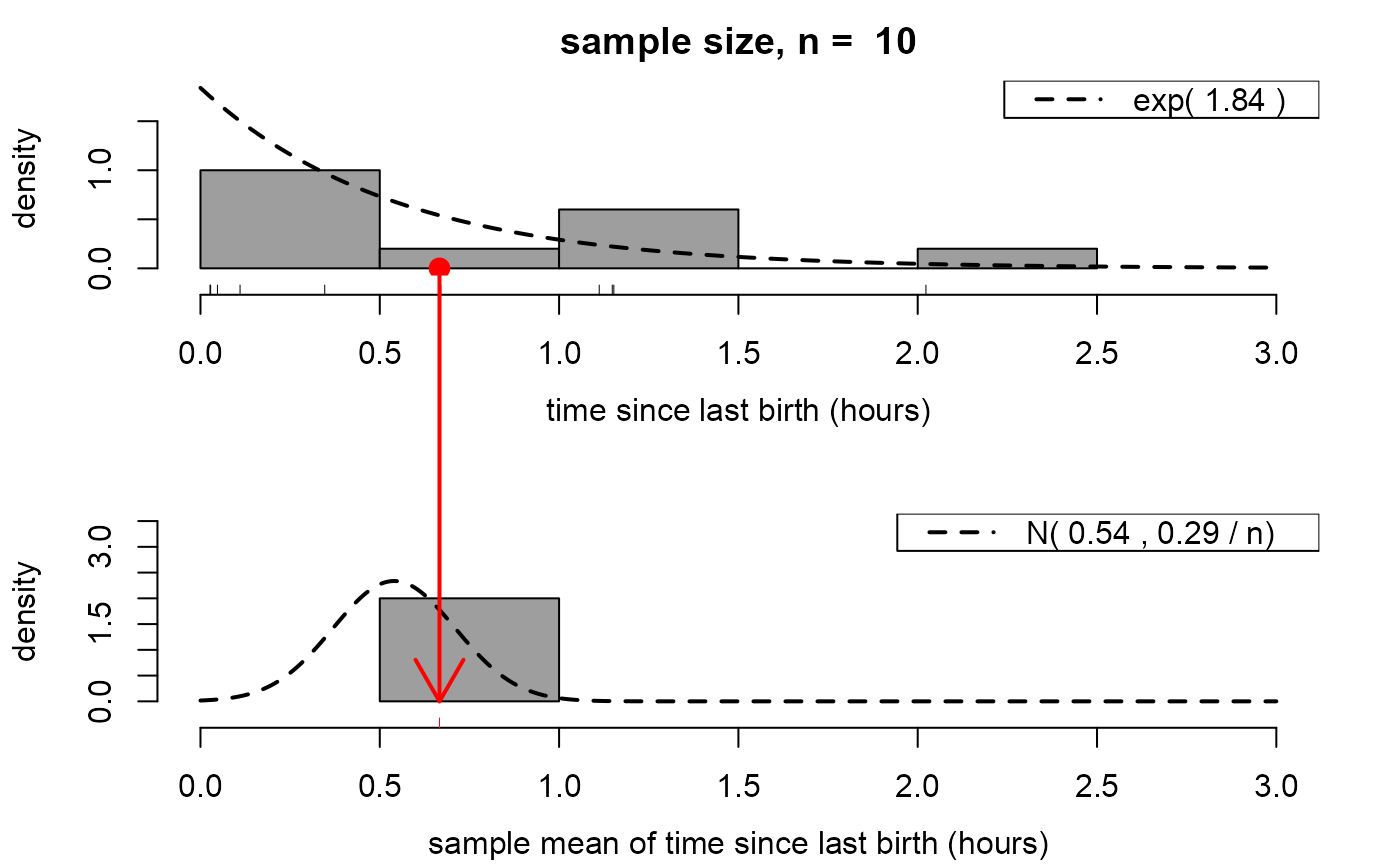 sample size, n =  10
exp( 1.84 )
density
1.0
0.0
0.0 0.5 1.0 1.5 2.0 2.5 3.0
time since last birth (hours)
N( 0.54 , 0.29 / n)
density
3.0
1.5
0.0
0.0 0.5 1.0 1.5 2.0 2.5 3.0
sample mean of time since last birth (hours)